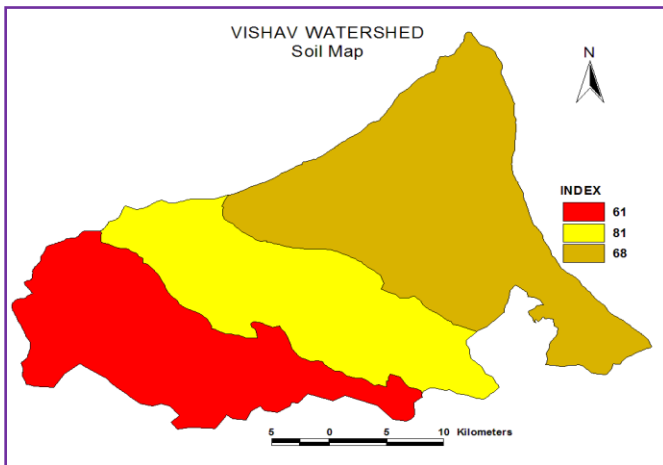 VISHAV WATERSHED
Soil Map
N
INDEX
61
81
68
5 0 5 10 Kilometers